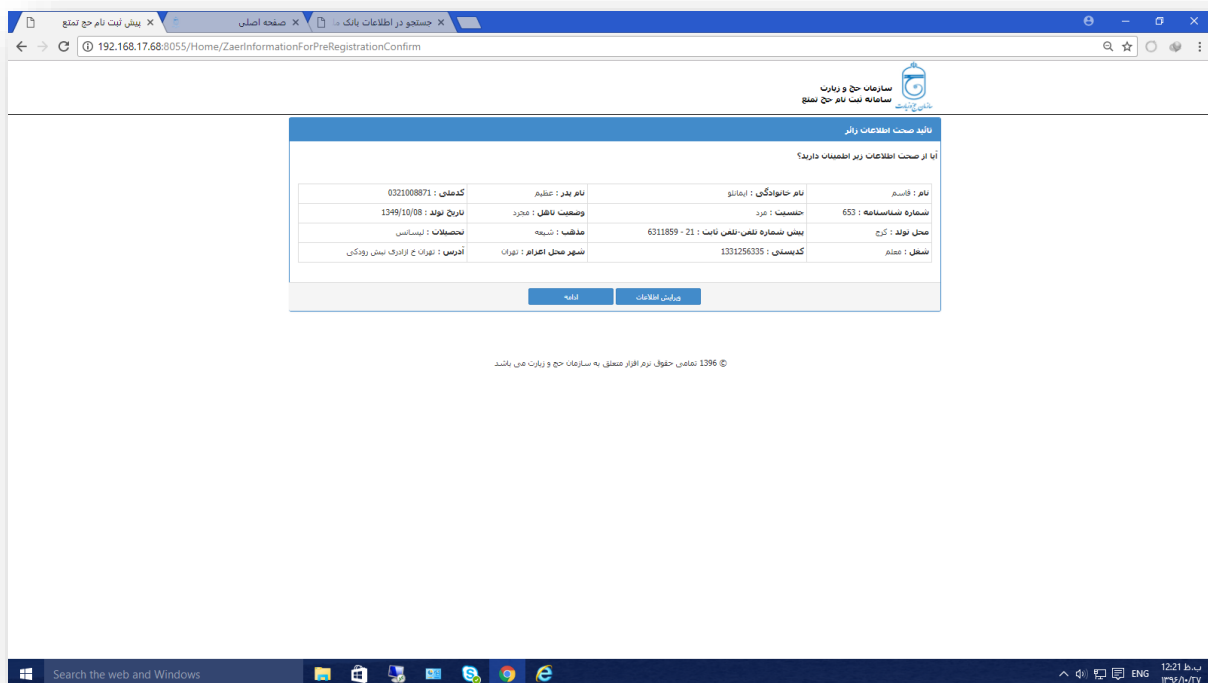 پیش ثبت نام حج تمتع
صفحه اصلی
جستجو در اطلاعات بانک ها
192.168.17.68:8055/Home/ZaerInformationForPreRegistrationConfirm
سازمان حج و زیارت
سامانه ثبت نام حج تمتع
تائید صحت اطلاعات زائر
آیا از صحت اطلاعات زیر اطمینان دارید؟
نام : قاسم نام خانوادگی : ایمانلو نام پدر : عظیم کدملی : 0321008871
شماره شناسنامه : 653 جنسیت : مرد وضعیت تاهل : مجرد تاریخ تولد : 1349/10/08
محل تولد : کرج پیش شماره تلفن-تلفن ثابت : 21 - 6311859 مذهب : شیعه تحصیلات : لیسانس
شغل : معلم کدپستی : 1331256335 شهر محل اعزام : تهران آدرس : تهران خ ازادری نبش رودکی
ویرایش اطلاعات ادامه
© 1396 تمامی حقوق نرم افزار متعلق به سازمان حج و زیارت می باشد
Search the web and Windows
ENG
12:21 ب.ظ
۱۳۹۶/۱۰/۲۷